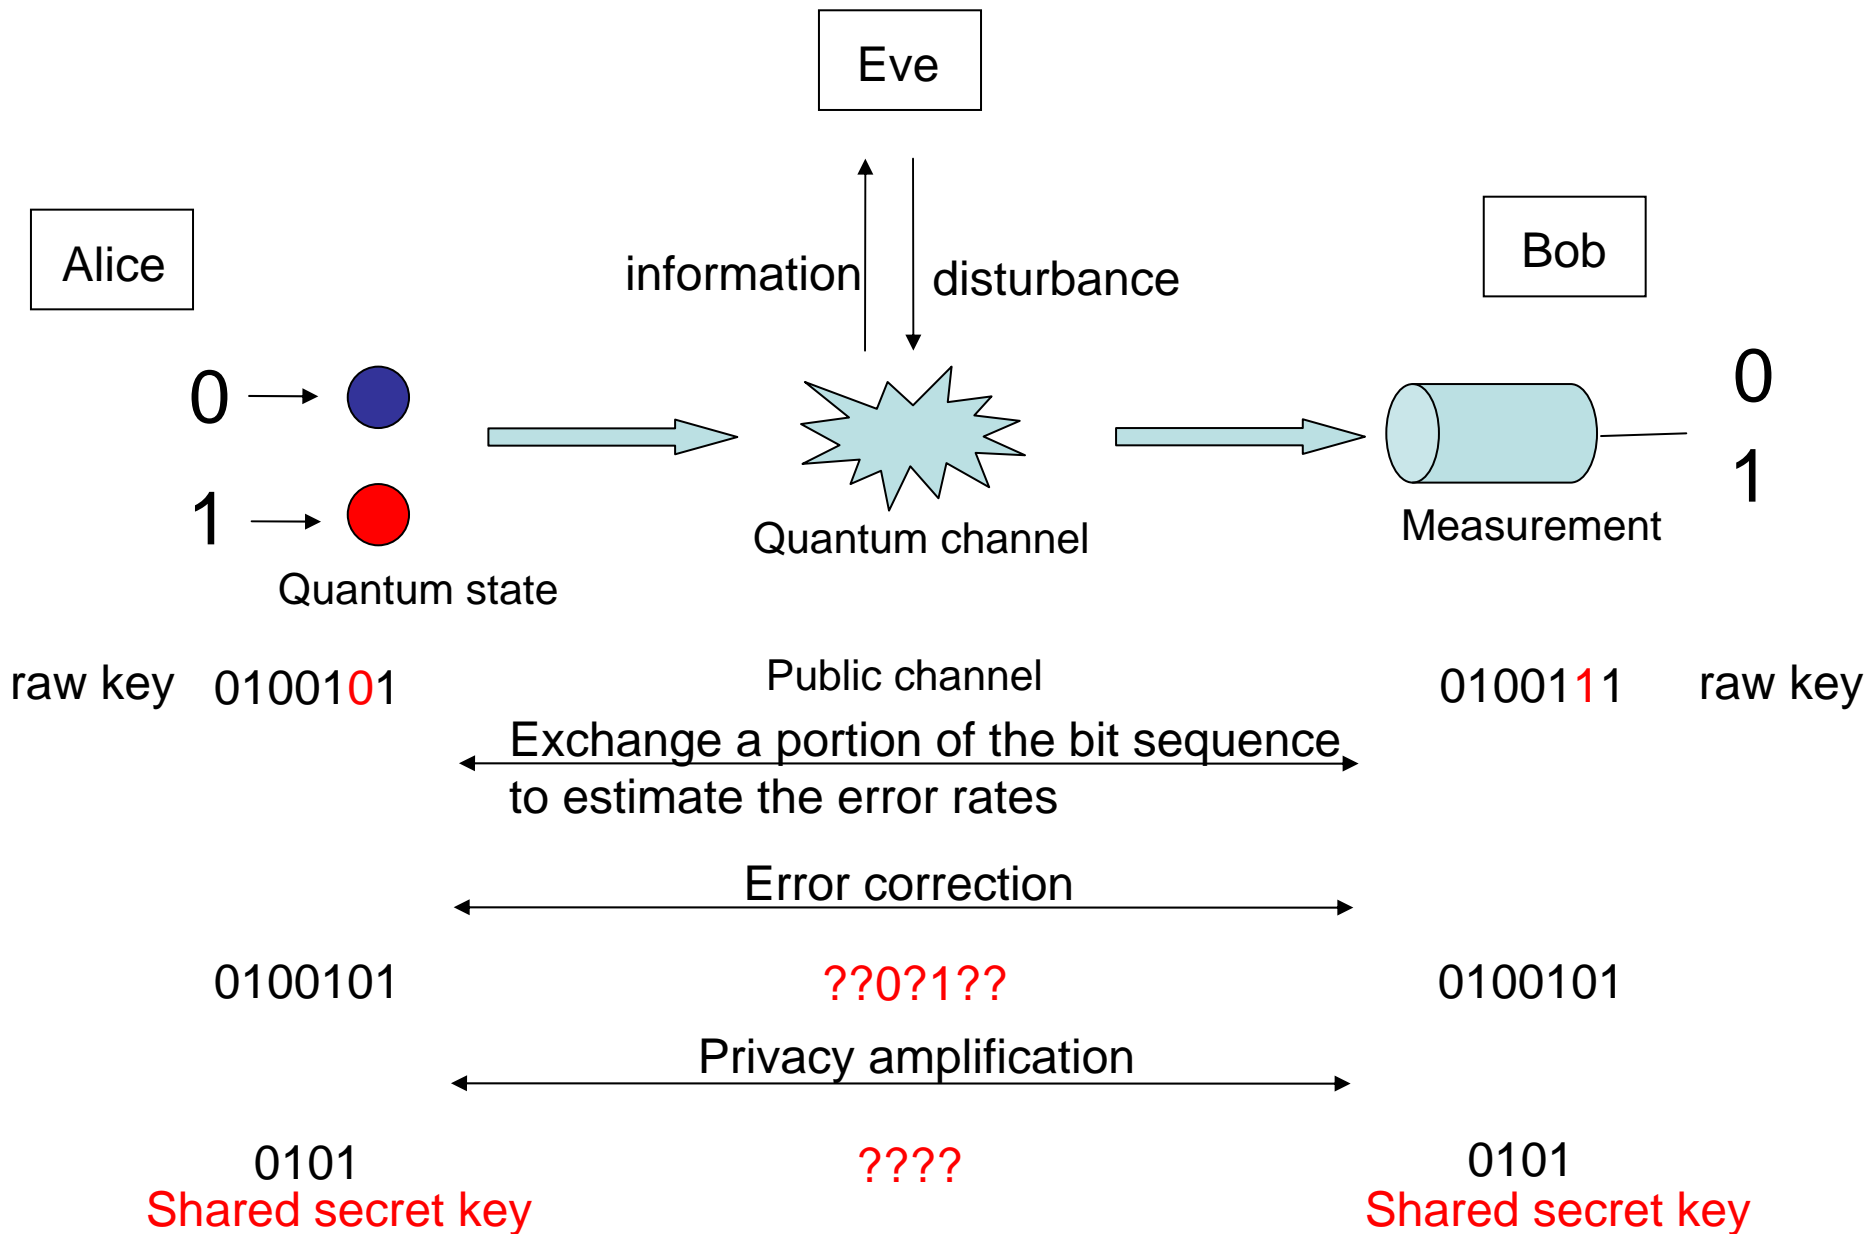 Eve
Alice
Bob
information
disturbance
0
0
1
1
Quantum channel
Measurement
Quantum state
raw key 0100101
Public channel
0100111 raw key
Exchange a portion of the bit sequence
to estimate the error rates
Error correction
0100101
??0?1??
0100101
Privacy amplification
0101
????
0101
Shared secret key
Shared secret key